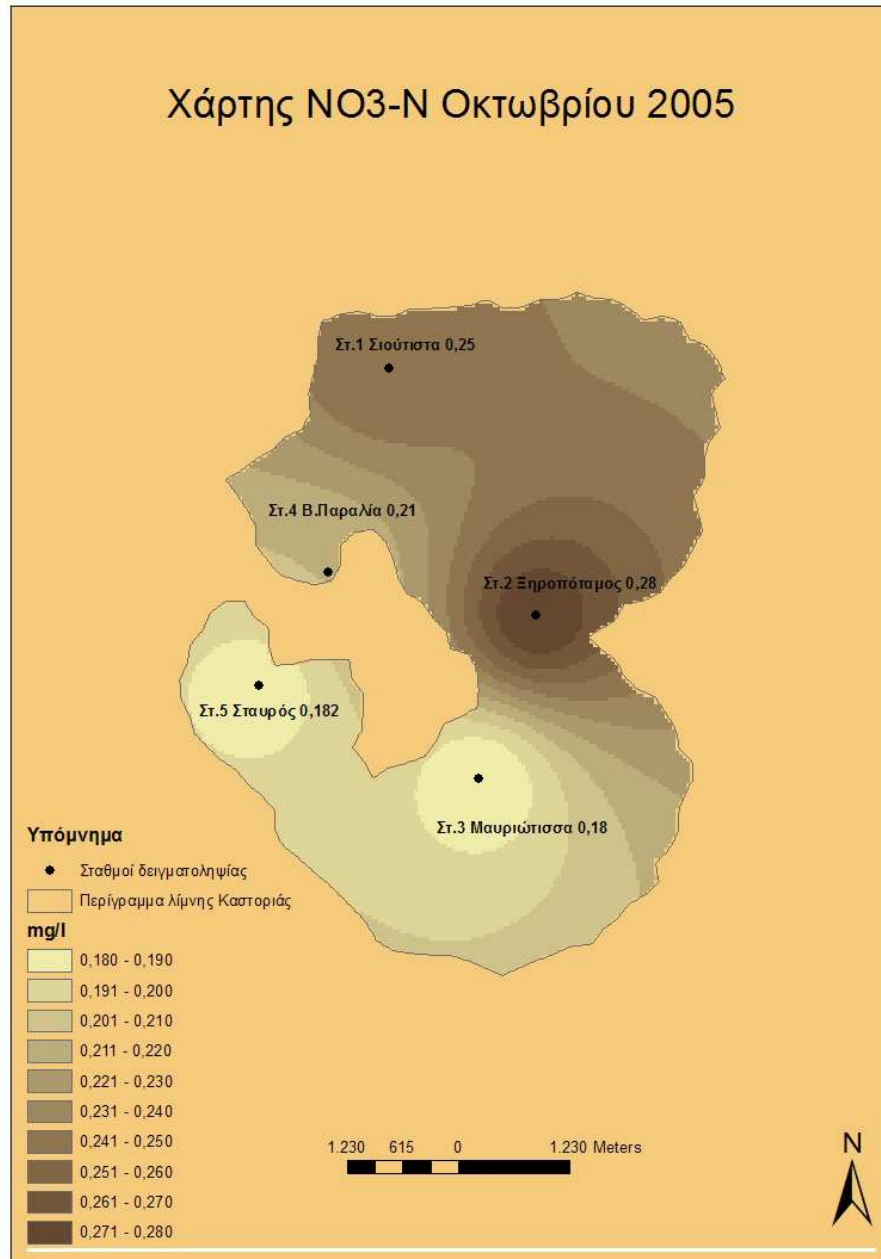 Χάρτης NO3-N Οκτωβρίου 2005
Στ.1 Σιούτιστα 0,25
Στ.4 Β.Παραλία 0,21
Στ.2 Ξηροπόταμος 0,28
Στ.5 Σταυρός 0,182
Στ.3 Μαυριώτισσα 0,18
Υπόμνημα
Σταθμοί δειγματοληψίας
Περίγραμμα λίμνης Καστοριάς
mg/l
0,180 - 0,190
0,191 - 0,200
0,201 - 0,210
0,211 - 0,220
0,221 - 0,230
0,231 - 0,240
0,241 - 0,250
0,251 - 0,260
0,261 - 0,270
0,271 - 0,280
1.230 615 0 1.230 Meters
N